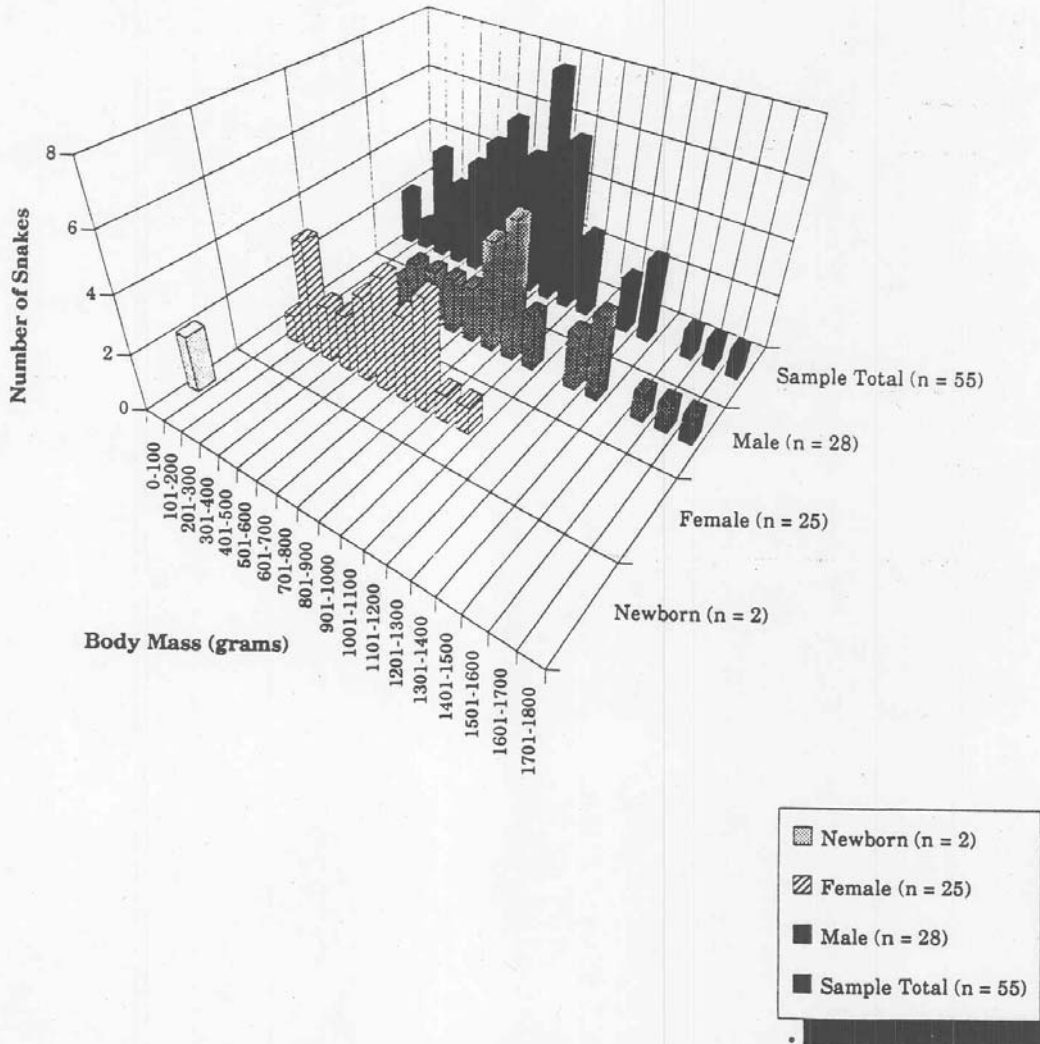 8
6
4
2
0
Number of Snakes
0-100
101-200
201-300
301-400
401-500
501-600
601-700
701-800
801-900
901-1000
1001-1100
1101-1200
1201-1300
1301-1400
1401-1500
1501-1600
1601-1700
1701-1800
Body Mass (grams)
Sample Total (n = 55)
Male (n = 28)
Female (n = 25)
Newborn (n = 2)
Newborn (n = 2)
Female (n = 25)
Male (n = 28)
Sample Total (n = 55)